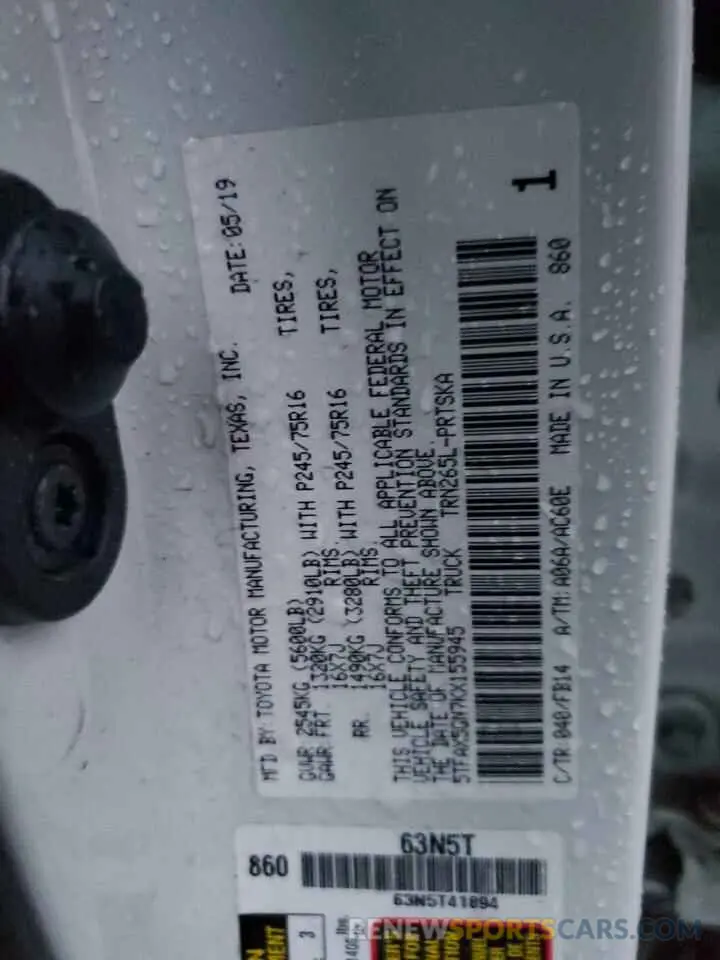 MFD BY: TOYOTA MOTOR MANUFACTURING, TEXAS, INC. DATE: 05/19
GVWR 2545KG (5600LB)
GAWR FRT. 1320KG (2910LB) WITH P245/75R16 TIRES,
16X7J RIMS,
RR. 1490KG (3280LB) WITH P245/75R16 TIRES,
16X7J RIMS.
THIS VEHICLE CONFORMS TO ALL APPLICABLE FEDERAL MOTOR
VEHICLE SAFETY AND THEFT PREVENTION STANDARDS IN EFFECT ON
THE DATE OF MANUFACTURE SHOWN ABOVE.
5TFAX5GN7KX155945 TRUCK TRN265L-PRTSKA
1
C/TR:040/FB14 A/TM:A06A/AC60E MADE IN U.S.A. 860
63N5T
860
63N5T41894
3
RENEWSPORTSCARS.COM